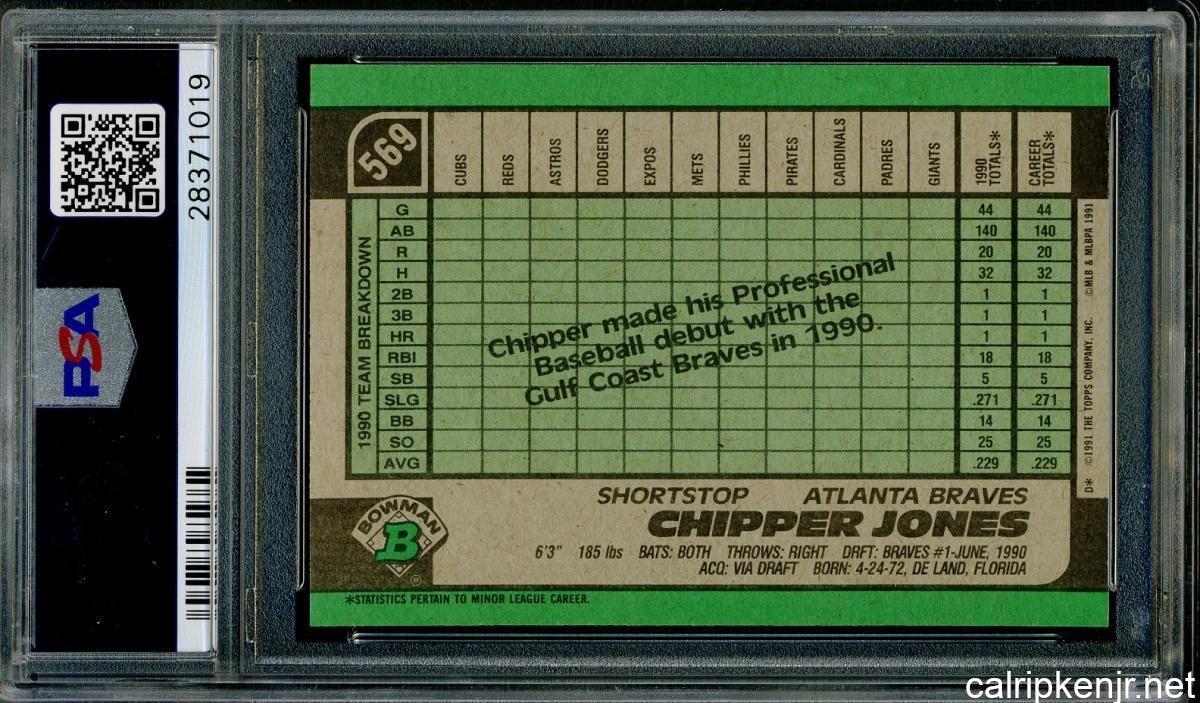 28371019
PSA
569
CUBS REDS ASTROS DODGERS EXPOS METS PHILLIES PIRATES CARDINALS PADRES GIANTS 1990 TOTALS* CAREER TOTALS*
1990 TEAM BREAKDOWN
G 44 44
AB 140 140
R 20 20
H 32 32
2B 1 1
3B 1 1
HR 1 1
RBI 18 18
SB 5 5
SLG .271 .271
BB 14 14
SO 25 25
AVG .229 .229
Chipper made his Professional
Baseball debut with the
Gulf Coast Braves in 1990.
D* ©1991 THE TOPPS COMPANY, INC. ©MLB & MLBPA 1991
SHORTSTOP ATLANTA BRAVES
CHIPPER JONES
6'3" 185 lbs BATS: BOTH THROWS: RIGHT DRFT: BRAVES #1-JUNE, 1990
ACQ: VIA DRAFT BORN: 4-24-72, DE LAND, FLORIDA
BOWMAN
B
®
*STATISTICS PERTAIN TO MINOR LEAGUE CAREER.
calripkenjr.net